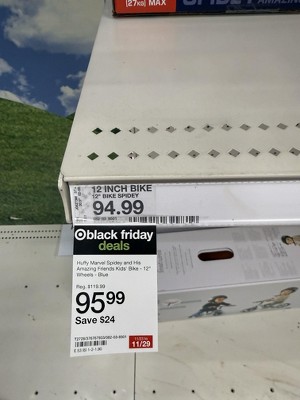 (27kg) MAX
12 INCH BIKE
12" BIKE SPIDEY
94.99
black friday
deals
Huffy Marvel Spidey and His
Amazing Friends Kids' Bike - 12"
Wheels - Blue
Reg. $119.99
95 99
Save $24
11/29